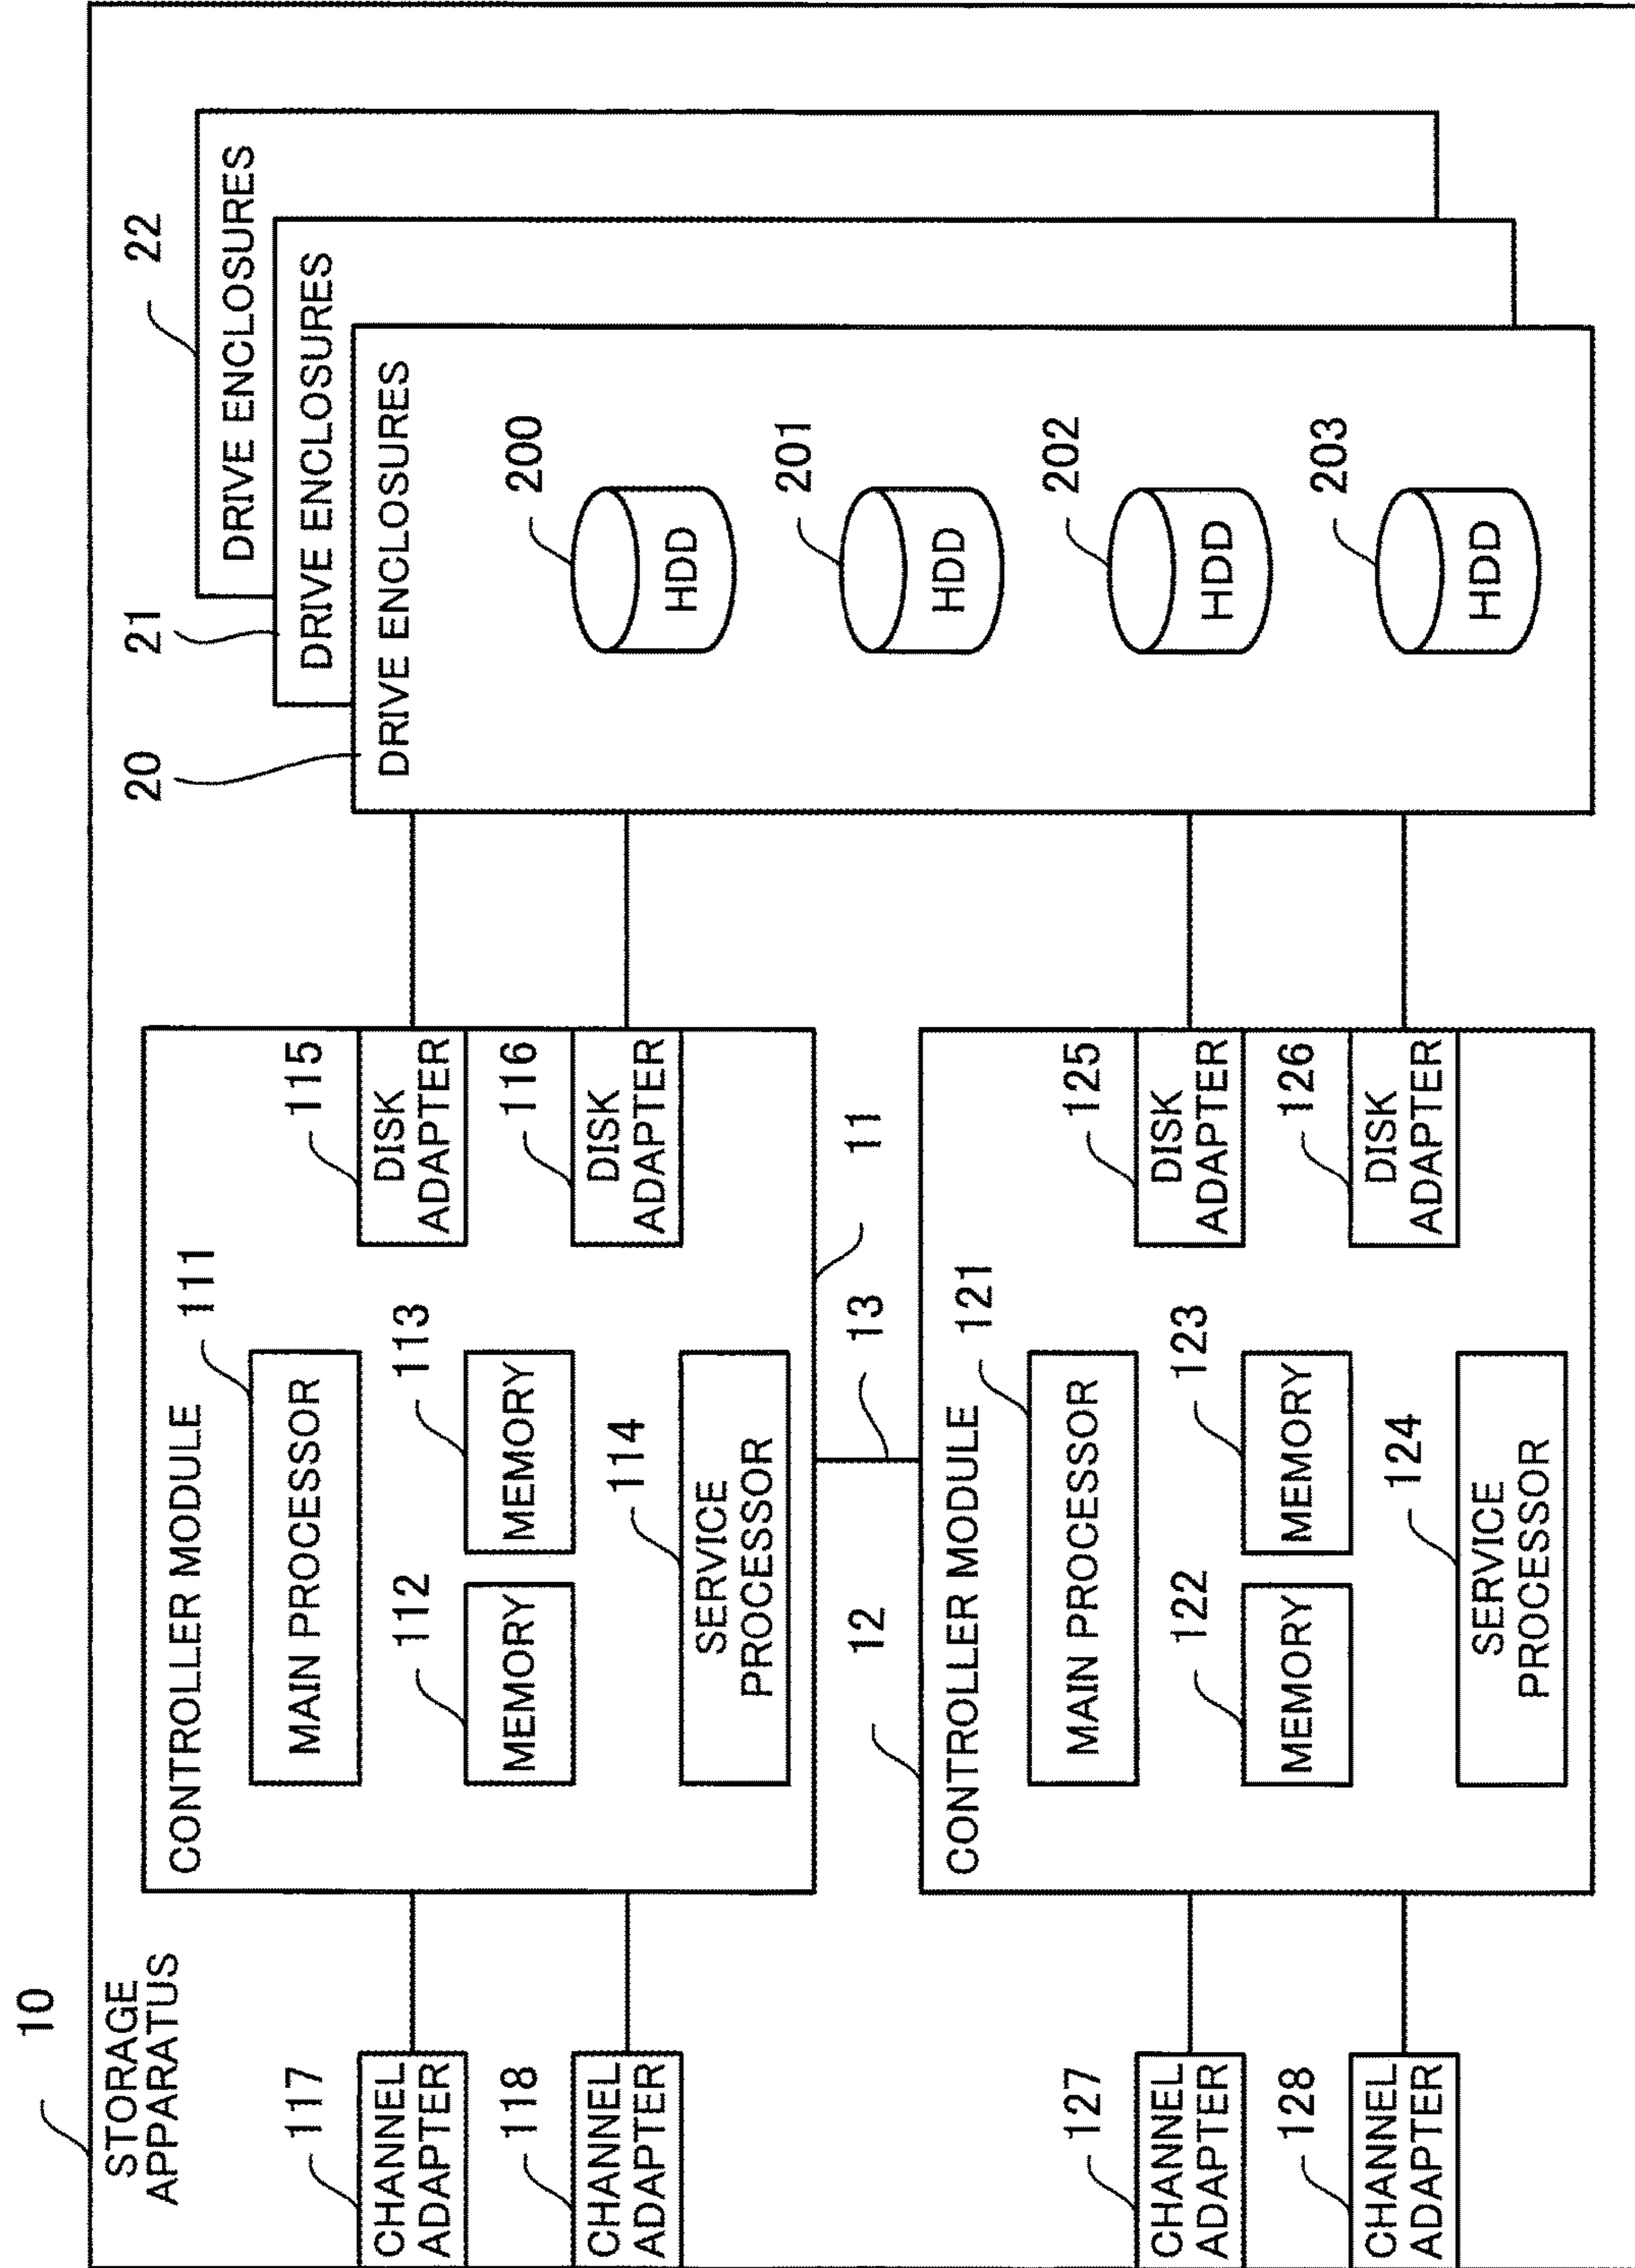 10
STORAGE
APPARATUS
117
CHANNEL
ADAPTER
118
CHANNEL
ADAPTER
127
CHANNEL
ADAPTER
128
CHANNEL
ADAPTER
CONTROLLER MODULE
111
MAIN PROCESSOR
112
MEMORY
113
MEMORY
114
SERVICE
PROCESSOR
115
DISK
ADAPTER
116
DISK
ADAPTER
11
13
12
CONTROLLER MODULE
121
MAIN PROCESSOR
122
MEMORY
123
MEMORY
124
SERVICE
PROCESSOR
125
DISK
ADAPTER
126
DISK
ADAPTER
20
DRIVE ENCLOSURES
21
DRIVE ENCLOSURES
22
DRIVE ENCLOSURES
200
HDD
201
HDD
202
HDD
203
HDD